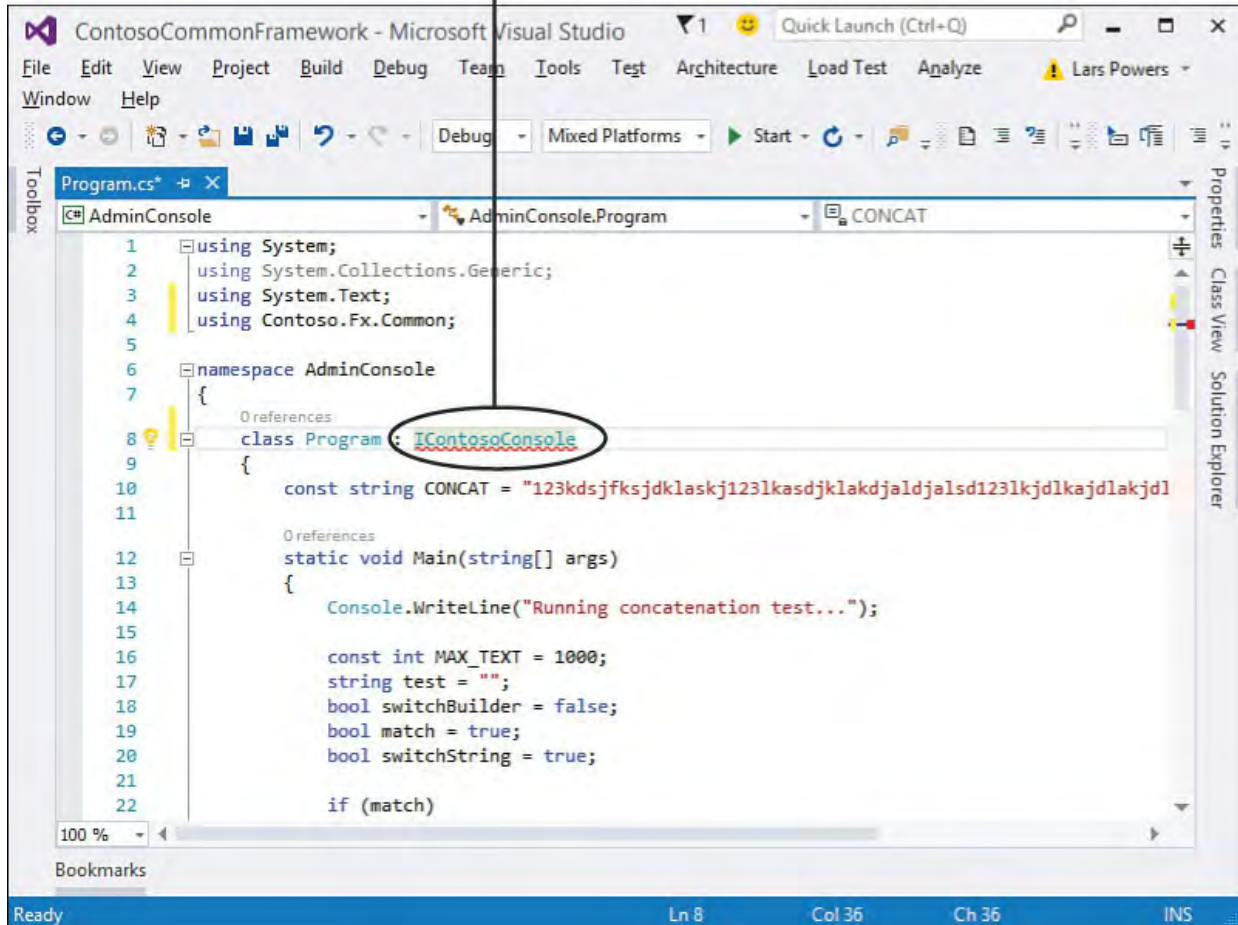 ContosoCommonFramework - Microsoft Visual Studio
1
Quick Launch (Ctrl+Q)
File Edit View Project Build Debug Team Tools Test Architecture Load Test Analyze Lars Powers
Window Help
Debug Mixed Platforms Start
Toolbox
Program.cs*
C# AdminConsole AdminConsole.Program CONCAT
1 using System;
2 using System.Collections.Generic;
3 using System.Text;
4 using Contoso.Fx.Common;
5
6 namespace AdminConsole
7 {
0 references
8 class Program : IContosoConsole
9 {
10 const string CONCAT = "123kdsjfksjdklaskj123lkasdjklakdjaldjalsd123lkjdlkajdlakjdl
11
0 references
12 static void Main(string[] args)
13 {
14 Console.WriteLine("Running concatenation test...");
15
16 const int MAX_TEXT = 1000;
17 string test = "";
18 bool switchBuilder = false;
19 bool match = true;
20 bool switchString = true;
21
22 if (match)
100 %
Properties
Class View
Solution Explorer
Bookmarks
Ready Ln 8 Col 36 Ch 36 INS